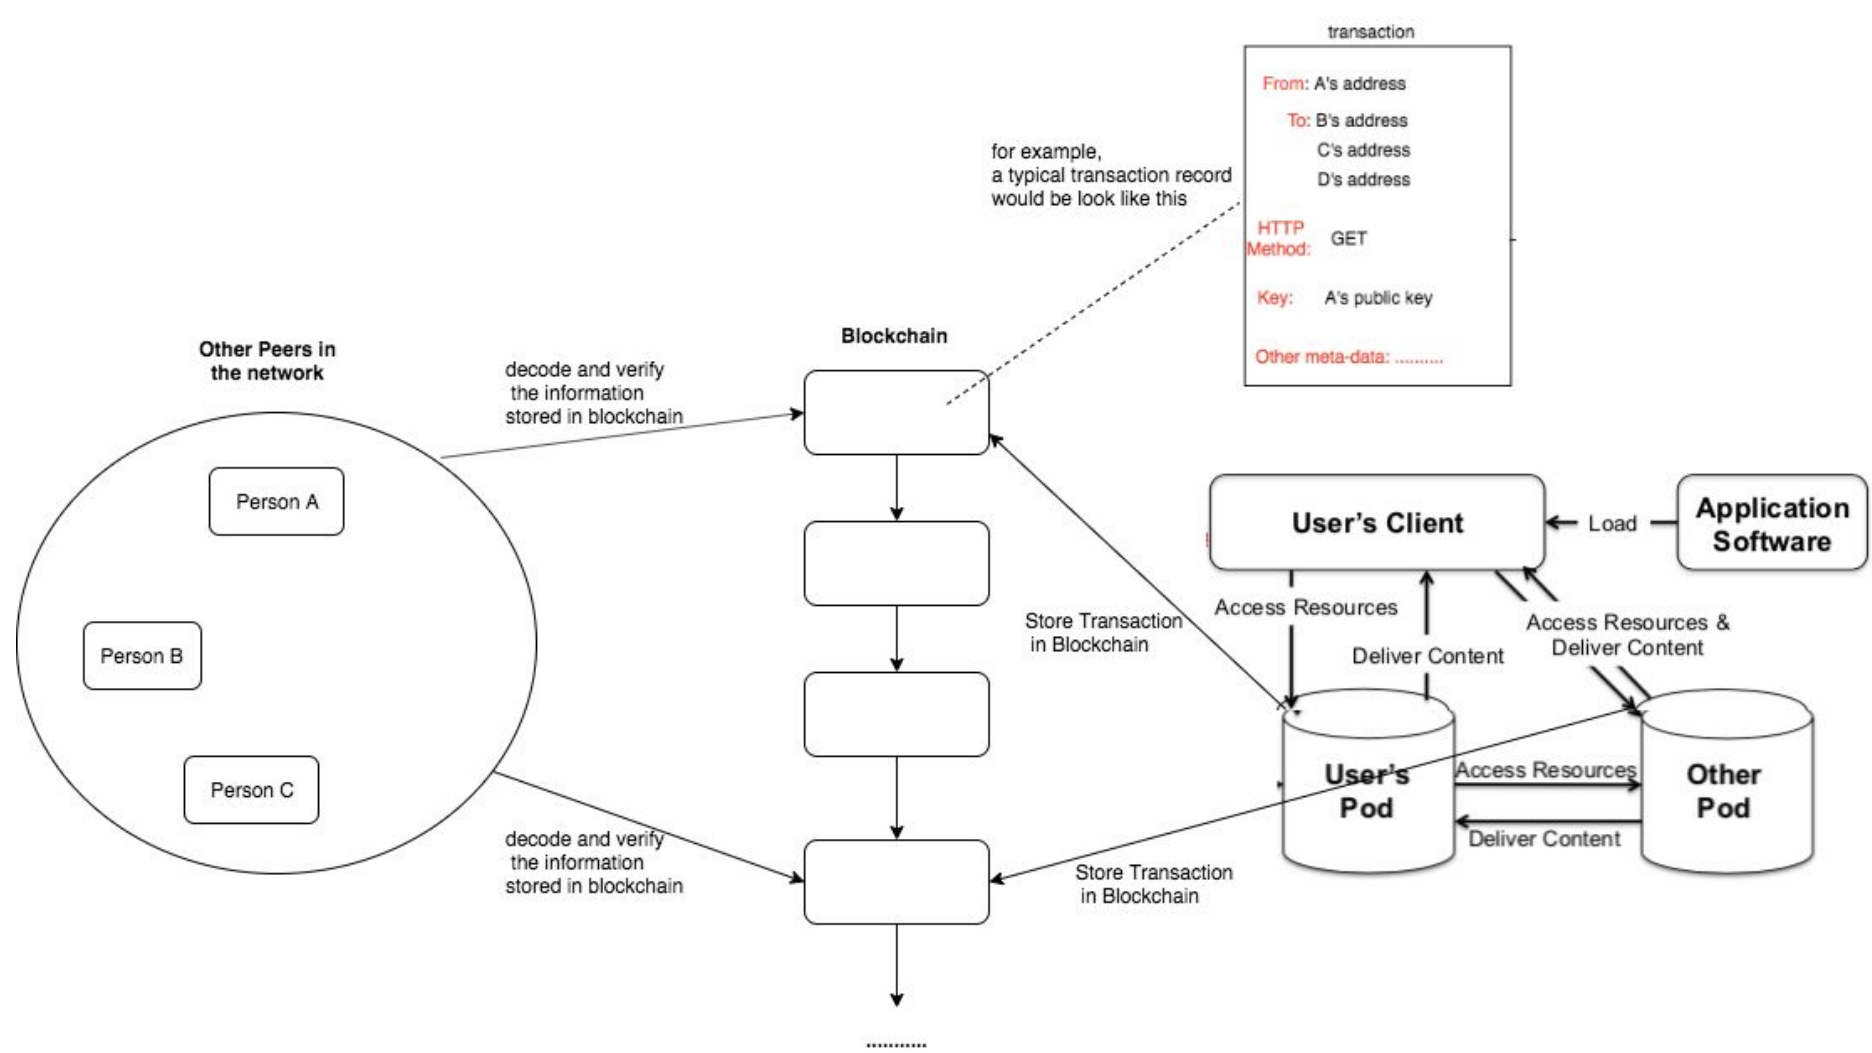 transaction
From: A's address
To: B's address
C's address
D's address
HTTP
Method: GET
Key: A's public key
Other meta-data: ..........
for example,
a typical transaction record
would be look like this
Blockchain
Other Peers in
the network
decode and verify
the information
stored in blockchain
Person A
Person B
Person C
decode and verify
the information
stored in blockchain
Store Transaction
in Blockchain
Store Transaction
in Blockchain
User's Client
Load
Application
Software
Access Resources
Deliver Content
Access Resources &
Deliver Content
User's
Pod
Access Resources
Deliver Content
Other
Pod
...........